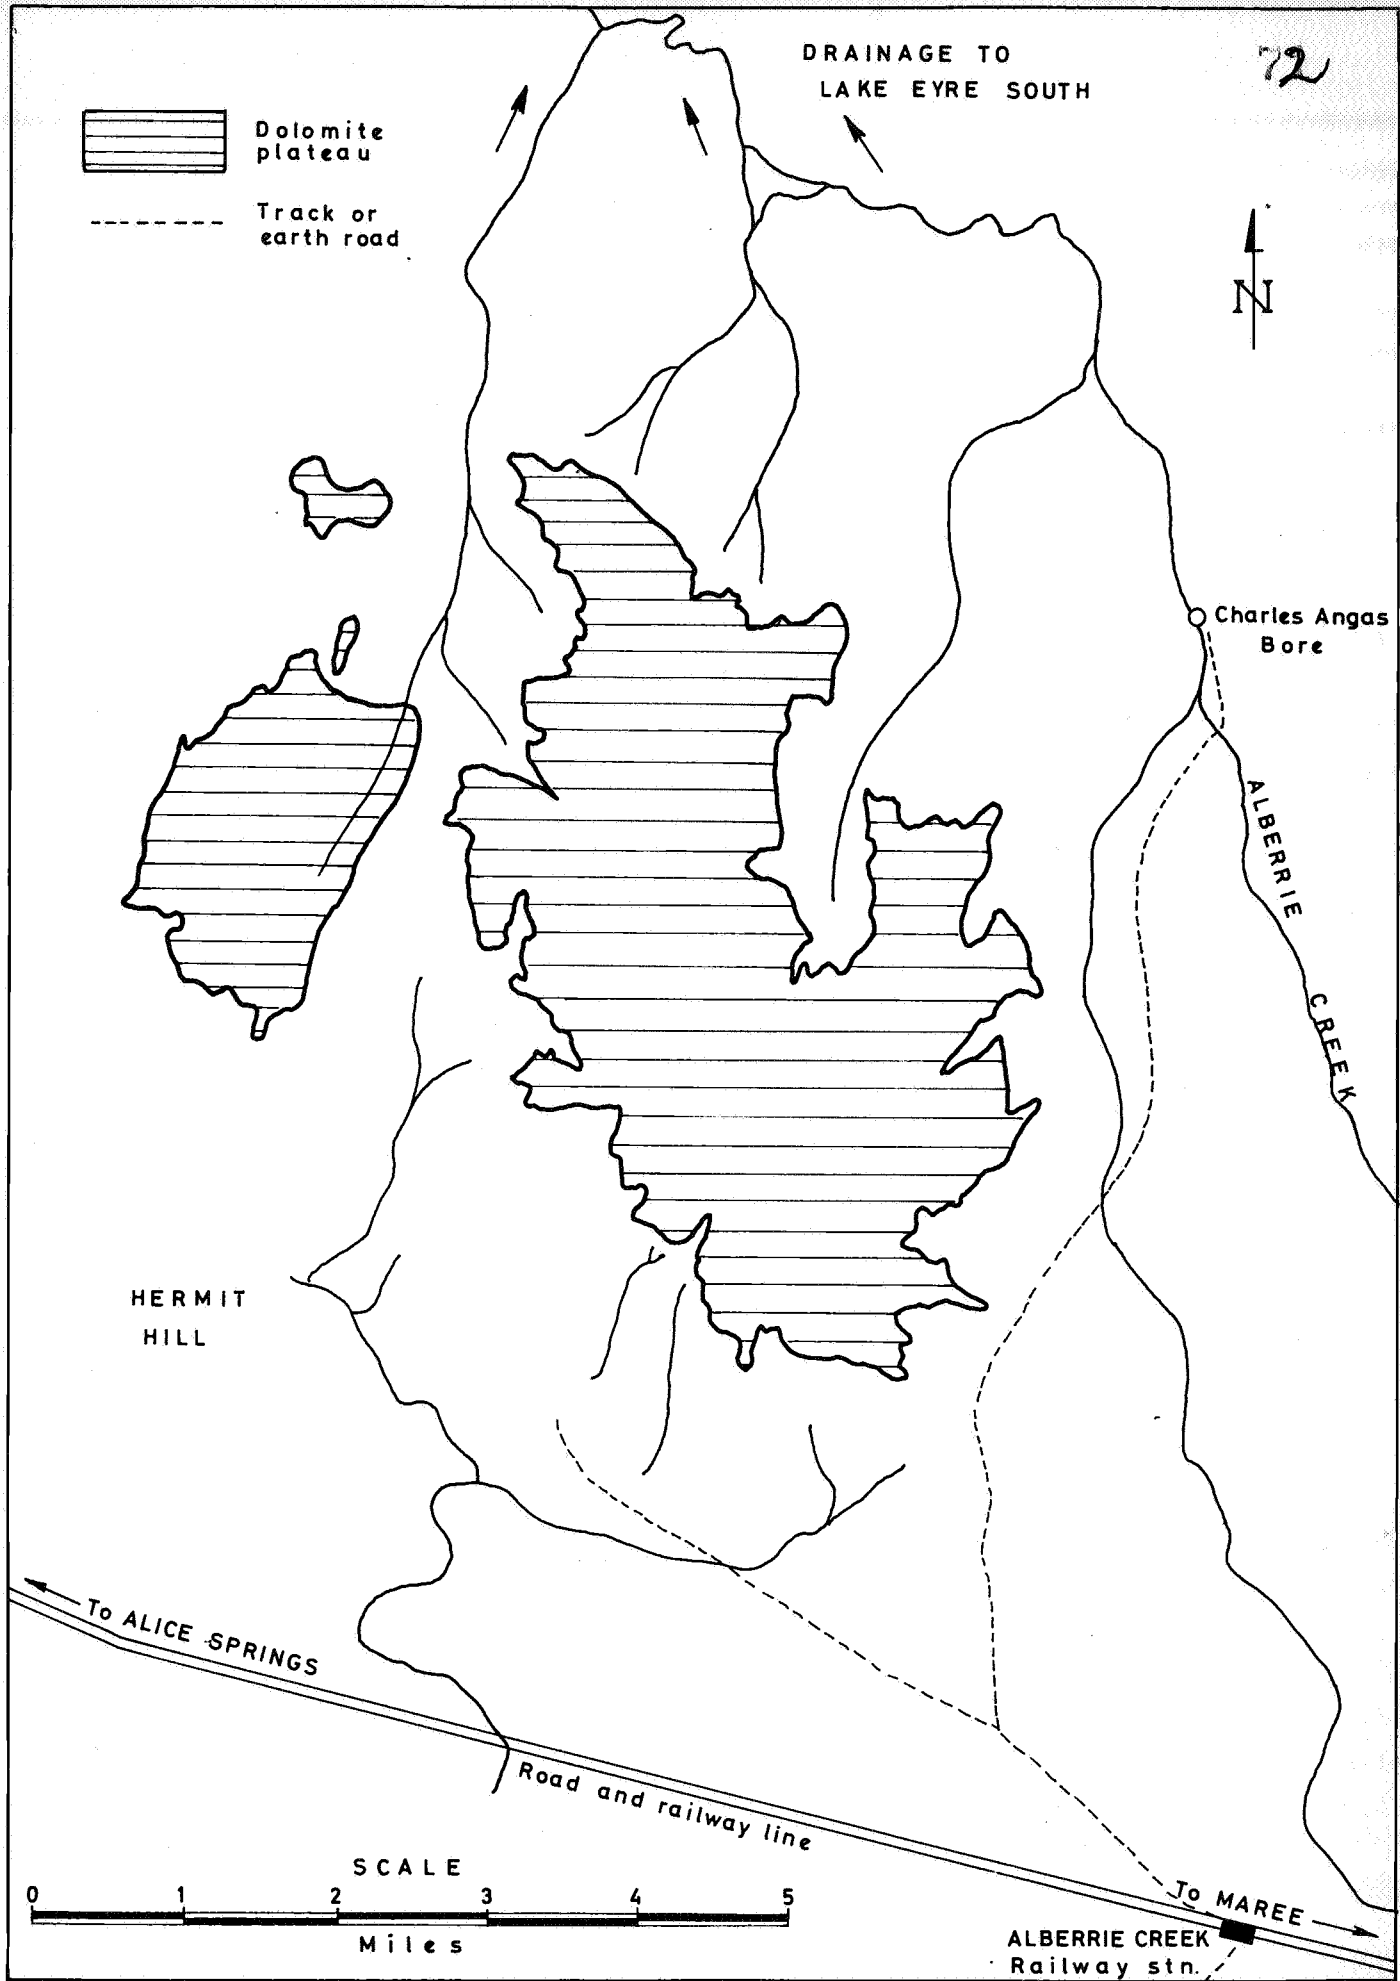 DRAINAGE TO
LAKE EYRE SOUTH
72
Dolomite
plateau
Track or
earth road
N
Charles Angas
Bore
ALBERRIE
CREEK
HERMIT
HILL
To ALICE SPRINGS
Road and railway line
SCALE
0 1 2 3 4 5
Miles
To MAREE
ALBERRIE CREEK
Railway stn.